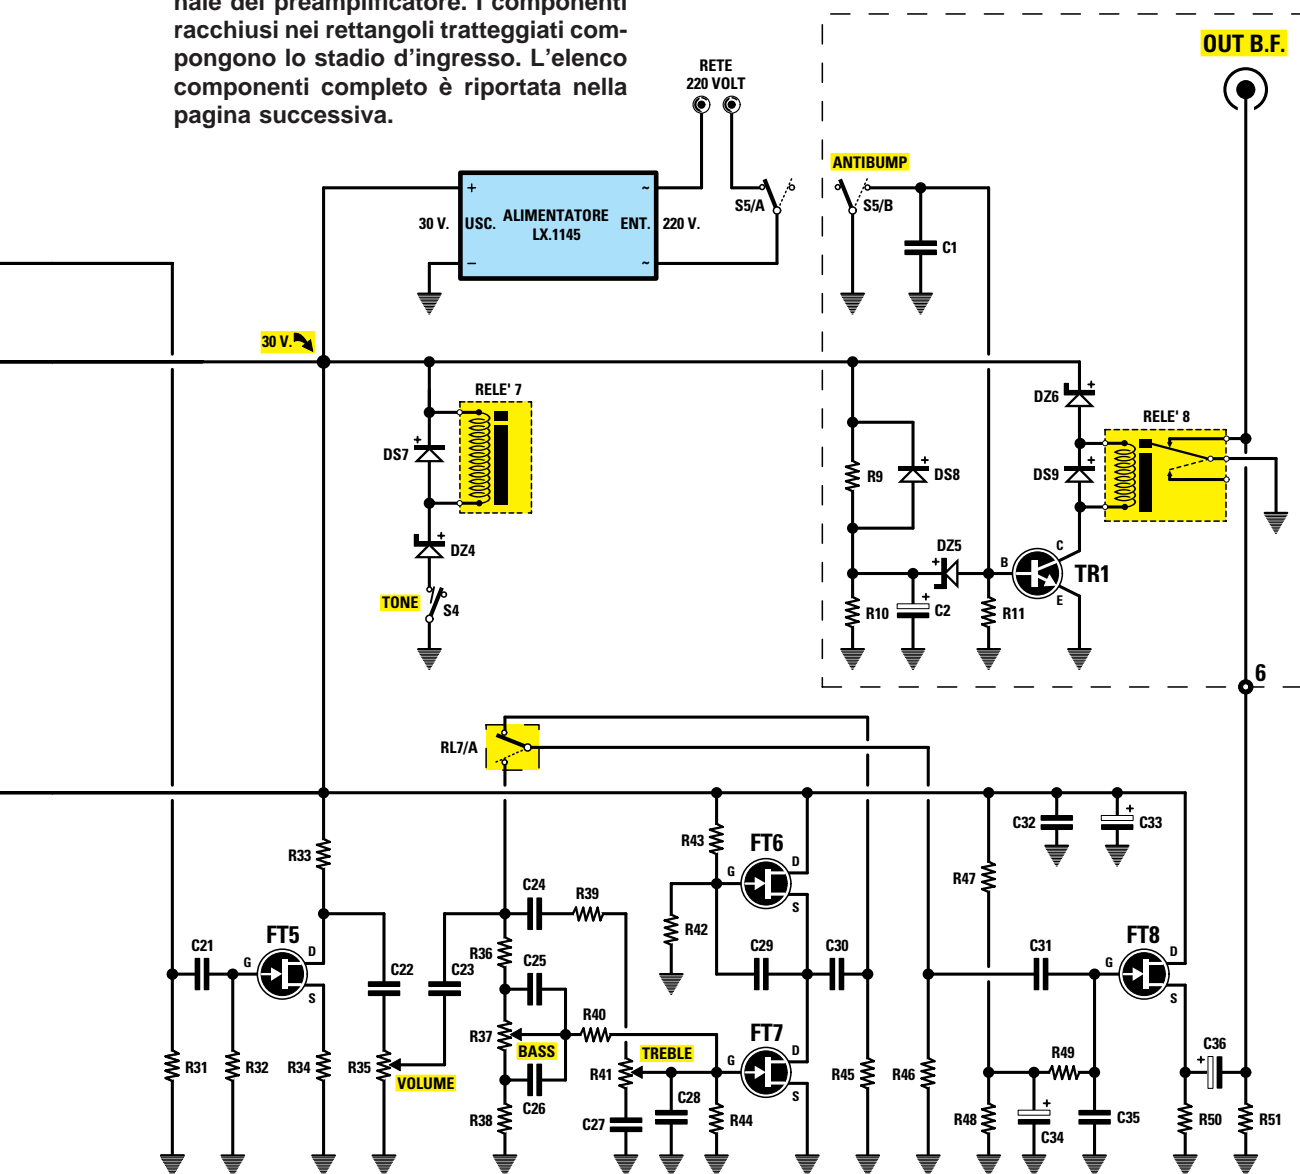 nale del preamplificatore. I componenti
racchiusi nei rettangoli tratteggiati com-
pongono lo stadio d'ingresso. L'elenco
componenti completo è riportata nella
pagina successiva.
OUT B.F.
RETE
220 VOLT
ANTIBUMP
S5/A
S5/B
+
~
30 V.
USC.
ALIMENTATORE
LX.1145
ENT.
220 V.
C1
−
~
30 V.
RELE' 7
DS7
+
DZ4
+
TONE
S4
DZ6
+
RELE' 8
R9
DS8
+
DS9
+
DZ5
+
B
C
TR1
E
R10
C2
+
R11
6
RL7/A
R33
R43
FT6
D
G
S
C32
C33
+
R47
C24
R39
R42
C21
FT5
D
G
S
C22
C23
R36
C25
C29
C30
C31
FT8
D
G
S
R37
BASS
R40
FT7
D
G
S
TREBLE
R31
R32
R34
R35
VOLUME
C26
R41
R45
R46
R49
C36
+
R38
C27
C28
R44
R48
C34
+
C35
R50
R51